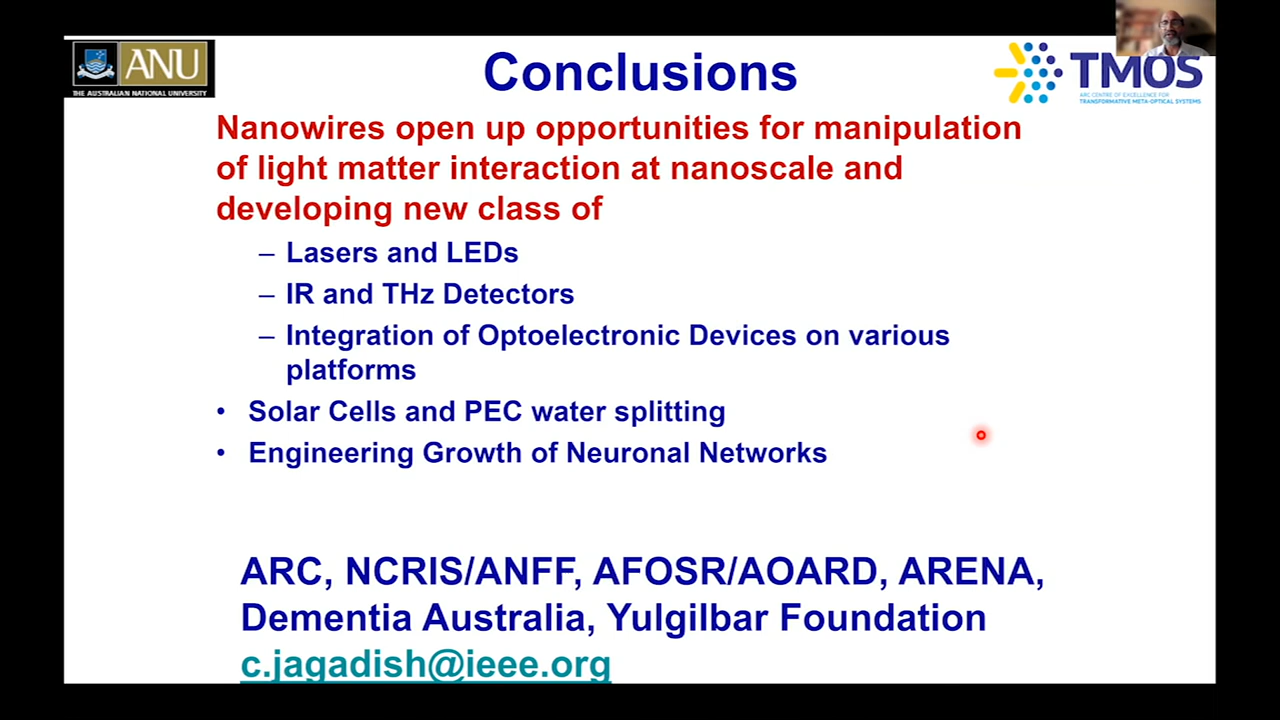 ANU
THE AUSTRALIAN NATIONAL UNIVERSITY
Conclusions
TMOS
ARC CENTRE OF EXCELLENCE FOR
TRANSFORMATIVE META-OPTICAL SYSTEMS
Nanowires open up opportunities for manipulation
of light matter interaction at nanoscale and
developing new class of
– Lasers and LEDs
– IR and THz Detectors
– Integration of Optoelectronic Devices on various
platforms
• Solar Cells and PEC water splitting
• Engineering Growth of Neuronal Networks
ARC, NCRIS/ANFF, AFOSR/AOARD, ARENA,
Dementia Australia, Yulgilbar Foundation
c.jagadish@ieee.org